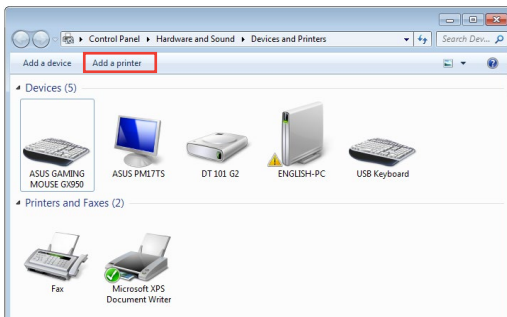 Control Panel Hardware and Sound Devices and Printers Search Dev...
Add a device Add a printer
Devices (5)
ASUS GAMING MOUSE GX950
ASUS PM17TS
DT 101 G2
ENGLISH-PC
USB Keyboard
Printers and Faxes (2)
Fax
Microsoft XPS Document Writer